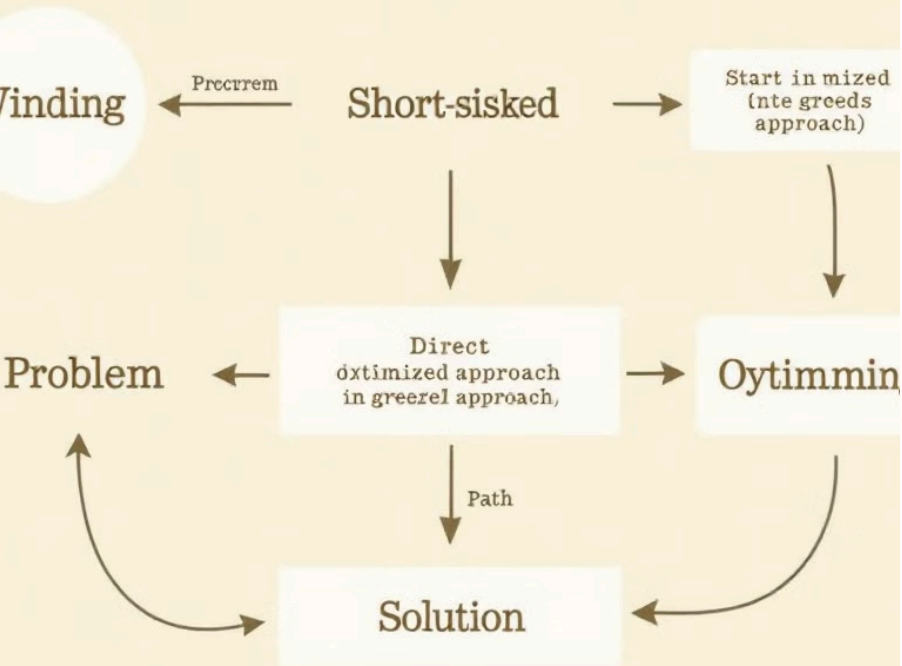 Vinding
Precrrem
Short-sisked
Start in mized
(nte greeds
approach)
Problem
Direct
oxtimized approach
in greezel approach,
Oytimmin
Path
Solution